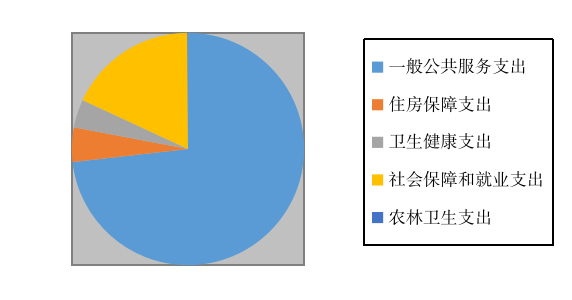 一般公共服务支出
住房保障支出
卫生健康支出
社会保障和就业支出
农林卫生支出